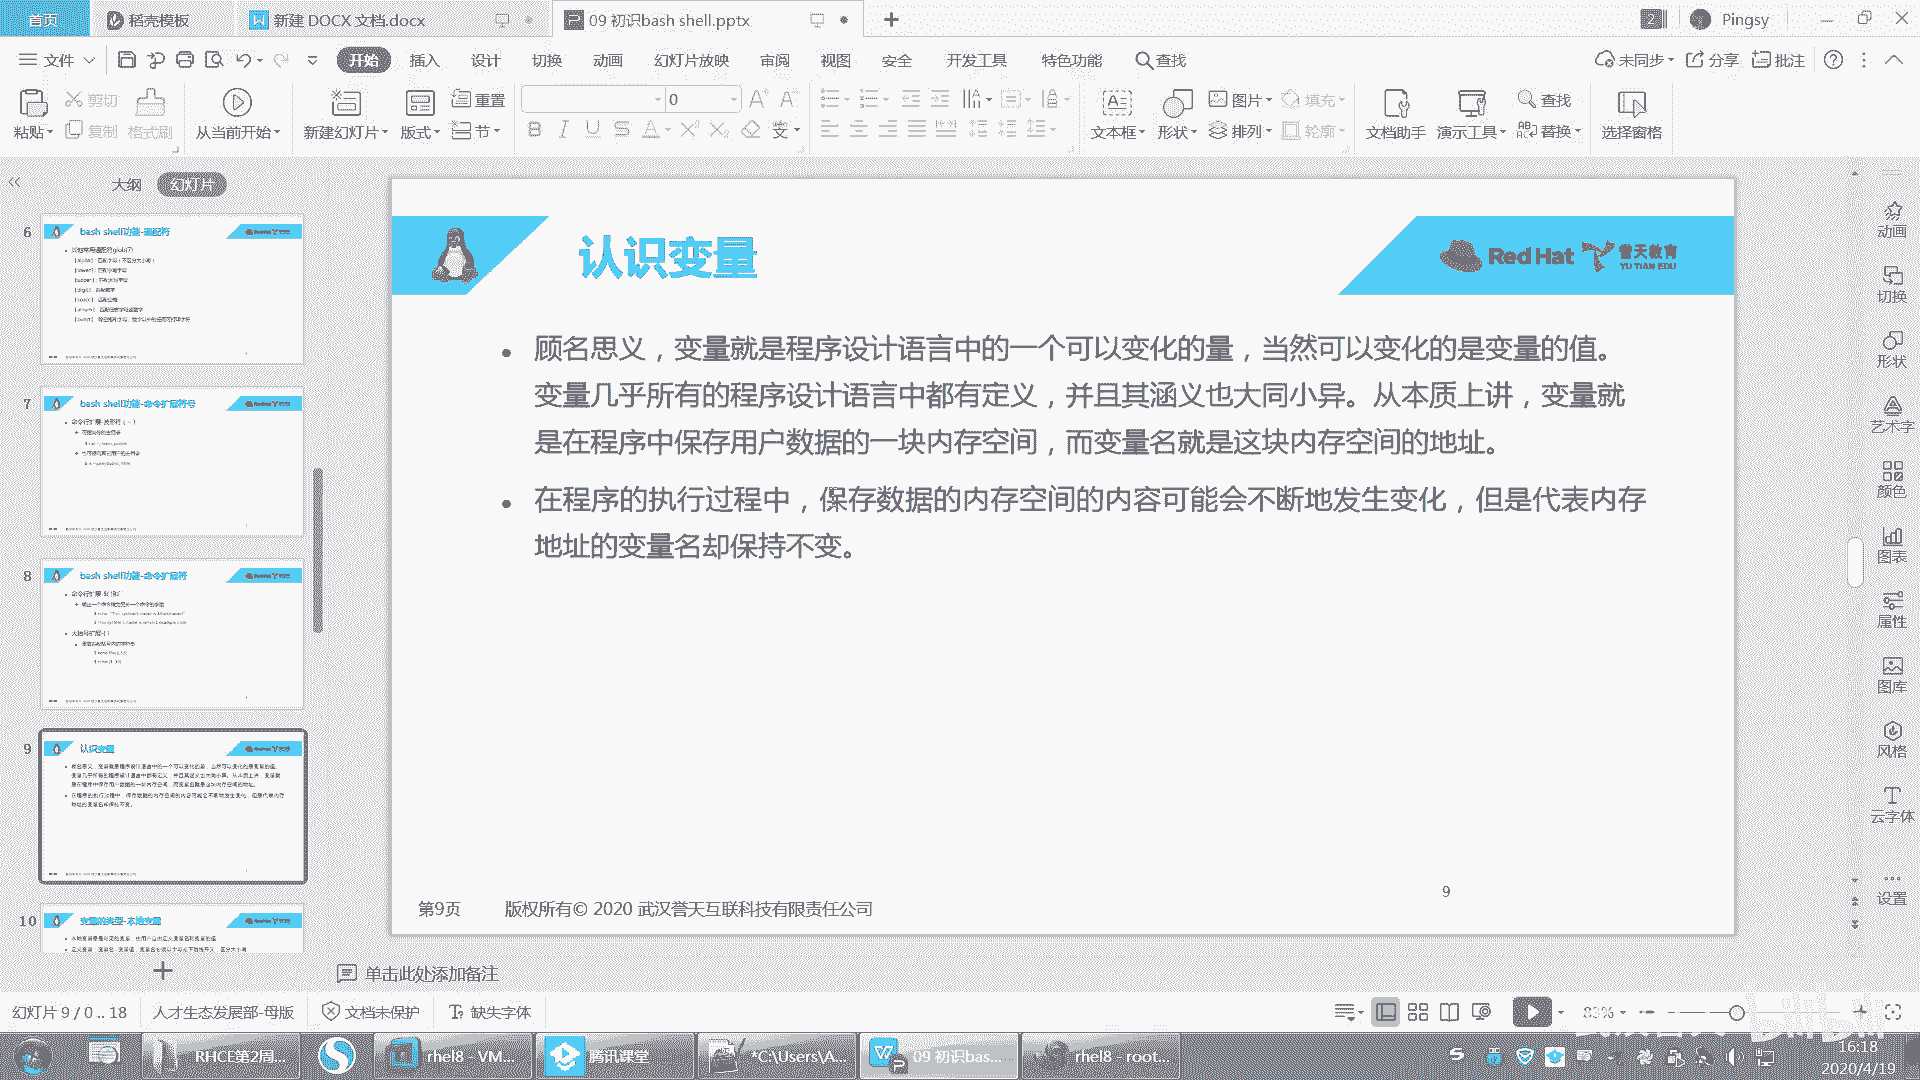 首页
稻壳模板
新建 DOCX 文档.docx
09 初识bash shell.pptx
2
Pingsy
文件
开始
插入
设计
切换
动画
幻灯片放映
审阅
视图
安全
开发工具
特色功能
查找
未同步
分享
批注
粘贴
剪切
复制
格式刷
从当前开始
新建幻灯片
版式
重置
节
0
文本框
形状
图片
排列
填充
轮廓
文档助手
演示工具
查找
替换
选择窗格
大纲
幻灯片
6
bash shell功能-通配符
7
bash shell功能-命令扩展符号
8
bash shell功能-命令扩展符
9
认识变量
10
变量的类型-本地变量
认识变量
Red Hat
誉天教育
YU TIAN EDU
顾名思义，变量就是程序设计语言中的一个可以变化的量，当然可以变化的是变量的值。
变量几乎所有的程序设计语言中都有定义，并且其涵义也大同小异。从本质上讲，变量就
是在程序中保存用户数据的一块内存空间，而变量名就是这块内存空间的地址。
在程序的执行过程中，保存数据的内存空间的内容可能会不断地发生变化，但是代表内存
地址的变量名却保持不变。
9
第9页
版权所有© 2020 武汉誉天互联科技有限责任公司
动画
切换
形状
艺术字
颜色
图表
属性
图库
风格
云字体
设置
单击此处添加备注
幻灯片 9 / 0 .. 18
人才生态发展部-母版
文档未保护
缺失字体
83%
RHCE第2周...
rhel8 - VM...
腾讯课堂
*C:\Users\A...
09 初识bas...
rhel8 - root...
16:18
2020/4/19